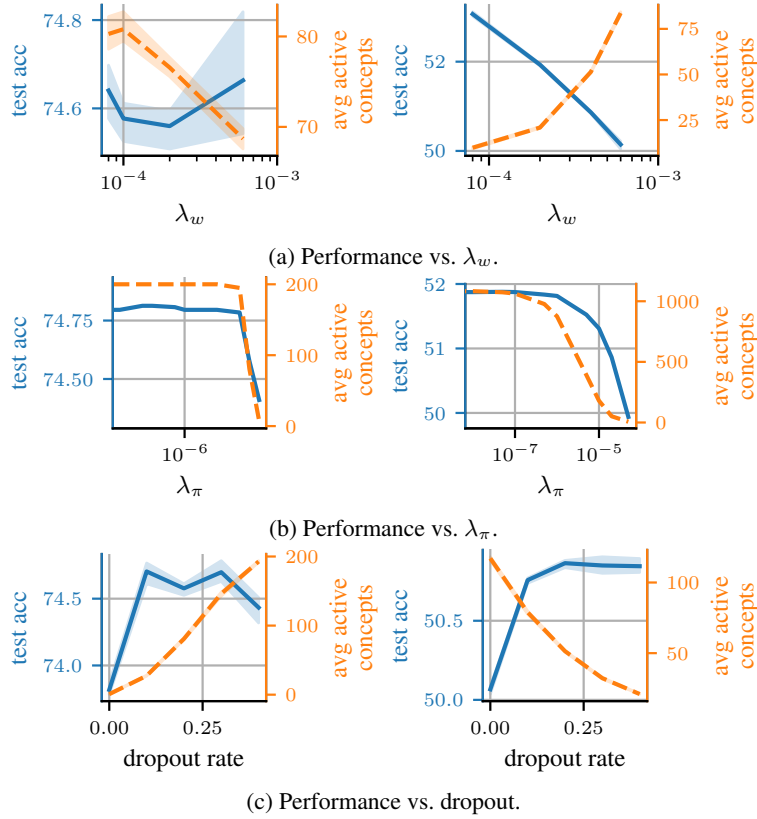 74.8
74.6
test acc
80
70
avg active
concepts
10⁻⁴
10⁻³
λ_w
52
50
test acc
75
50
25
avg active
concepts
10⁻⁴
10⁻³
λ_w
(a) Performance vs. λ_w.
74.75
74.50
test acc
200
100
0
avg active
concepts
10⁻⁶
λ_π
52
51
50
test acc
1000
500
0
avg active
concepts
10⁻⁷
10⁻⁵
λ_π
(b) Performance vs. λ_π.
74.5
74.0
test acc
200
100
0
avg active
concepts
0.00
0.25
dropout rate
50.5
50.0
test acc
100
50
avg active
concepts
0.00
0.25
dropout rate
(c) Performance vs. dropout.